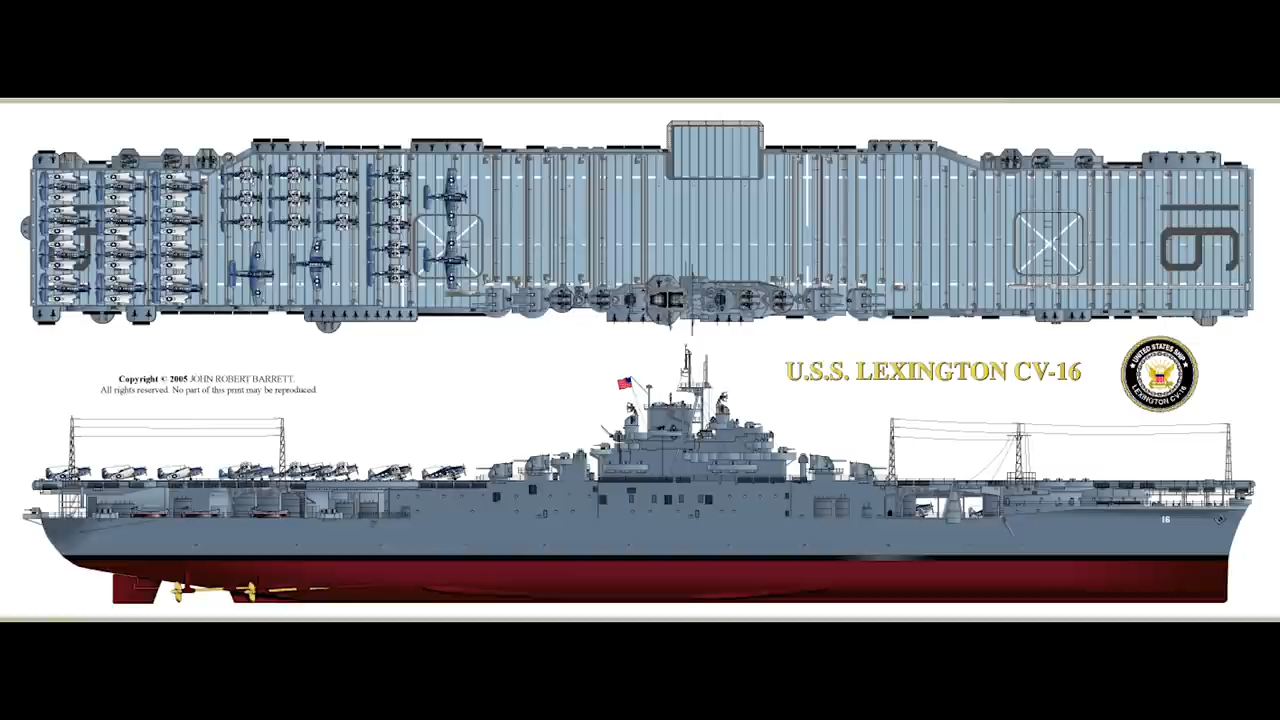 16
Copyright © 2005 JOHN ROBERT BARRETT.
All rights reserved. No part of this print may be reproduced.
U.S.S. LEXINGTON CV-16
UNITED STATES SHIP
LEXINGTON CV-16
16